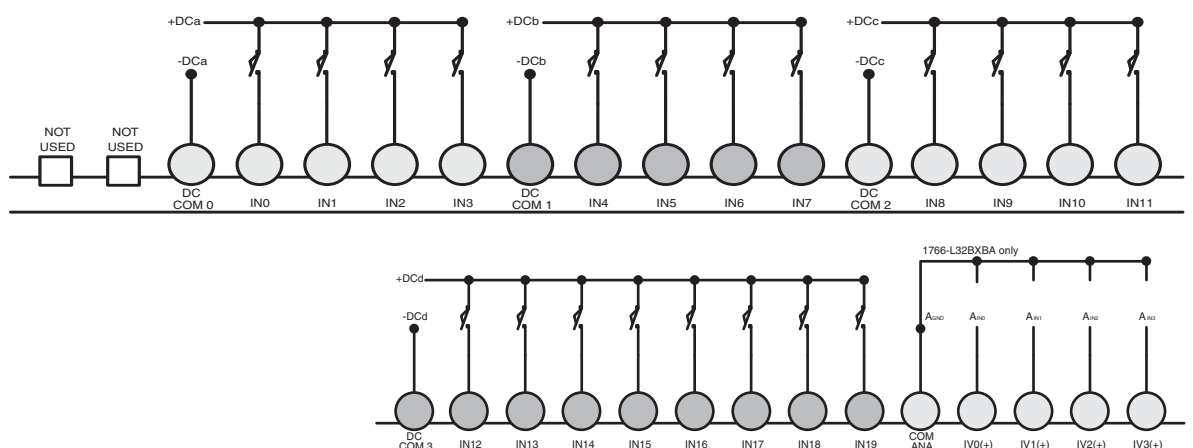 +DCa +DCb +DCc
-DCa -DCb -DCc
NOT NOT
USED USED
DC DC DC
COM 0 IN0 IN1 IN2 IN3 COM 1 IN4 IN5 IN6 IN7 COM 2 IN8 IN9 IN10 IN11
1766-L32BXBA only
+DCd
-DCd AGND AIN0 AIN1 AIN2 AIN3
DC COM
COM 3 IN12 IN13 IN14 IN15 IN16 IN17 IN18 IN19 ANA IV0(+) IV1(+) IV2(+) IV3(+)